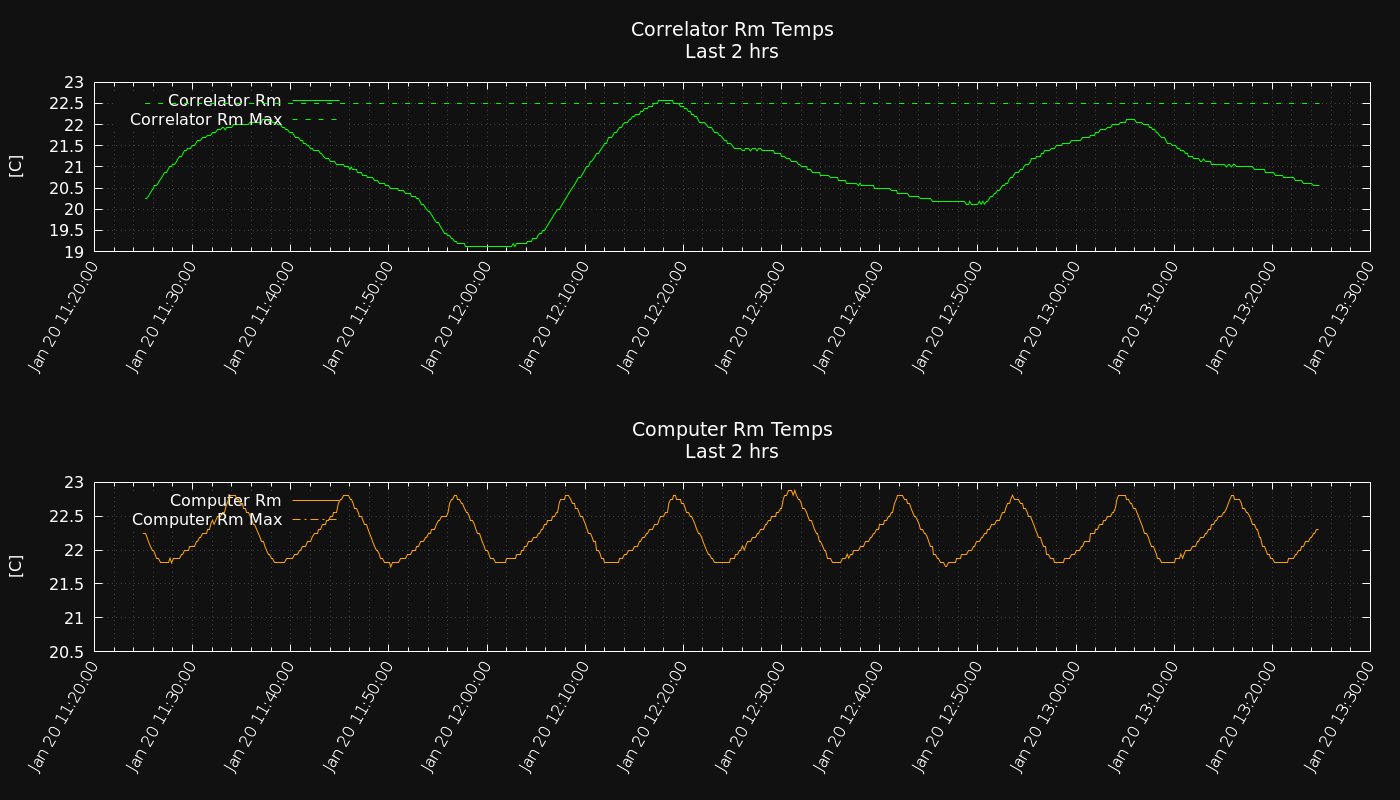 Correlator Rm Temps
Last 2 hrs
[C]
23
22.5
22
21.5
21
20.5
20
19.5
19
Correlator Rm
Correlator Rm Max
Jan 20 11:20:00
Jan 20 11:30:00
Jan 20 11:40:00
Jan 20 11:50:00
Jan 20 12:00:00
Jan 20 12:10:00
Jan 20 12:20:00
Jan 20 12:30:00
Jan 20 12:40:00
Jan 20 12:50:00
Jan 20 13:00:00
Jan 20 13:10:00
Jan 20 13:20:00
Jan 20 13:30:00
Computer Rm Temps
Last 2 hrs
[C]
23
22.5
22
21.5
21
20.5
Computer Rm
Computer Rm Max
Jan 20 11:20:00
Jan 20 11:30:00
Jan 20 11:40:00
Jan 20 11:50:00
Jan 20 12:00:00
Jan 20 12:10:00
Jan 20 12:20:00
Jan 20 12:30:00
Jan 20 12:40:00
Jan 20 12:50:00
Jan 20 13:00:00
Jan 20 13:10:00
Jan 20 13:20:00
Jan 20 13:30:00